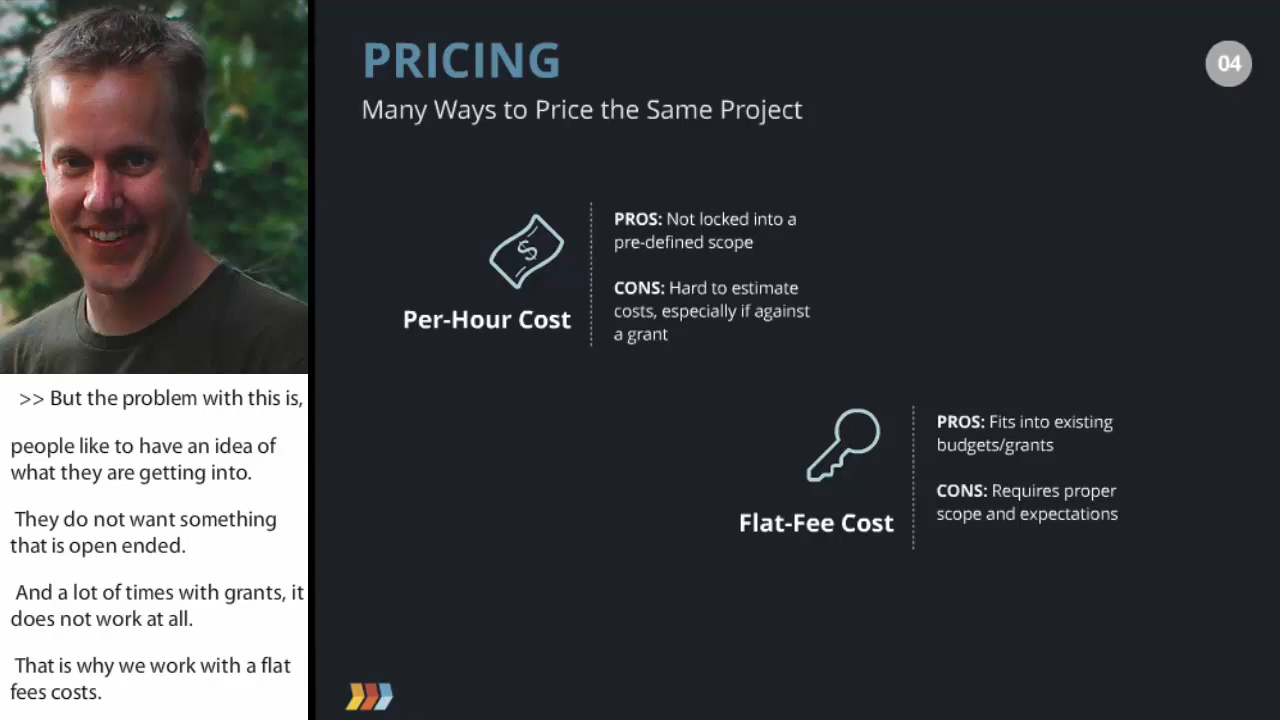 PRICING
04
Many Ways to Price the Same Project
PROS: Not locked into a
pre-defined scope
CONS: Hard to estimate
costs, especially if against
a grant
$
Per-Hour Cost
PROS: Fits into existing
budgets/grants
CONS: Requires proper
scope and expectations
Flat-Fee Cost
>> But the problem with this is,
people like to have an idea of
what they are getting into.
They do not want something
that is open ended.
And a lot of times with grants, it
does not work at all.
That is why we work with a flat
fees costs.